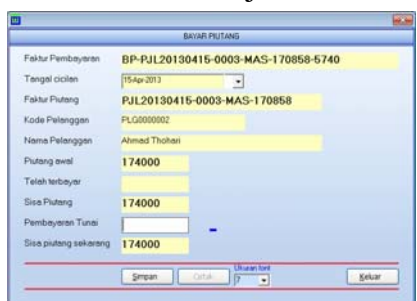 BAYAR PIUTANG
Faktur Pembayaran BP-PJL20130415-0003-MAS-170858-5740
Tangal cicilan 15-Apr-2013
Faktur Piutang PJL20130415-0003-MAS-170858
Kode Pelanggan PLG0000002
Nama Pelanggan Ahmad Thohari
Piutang awal 174000
Telah terbayar
Sisa Piutang 174000
Pembayaran Tunai
Sisa piutang sekarang 174000
Ukuran font
Simpan Cetak 7 Keluar